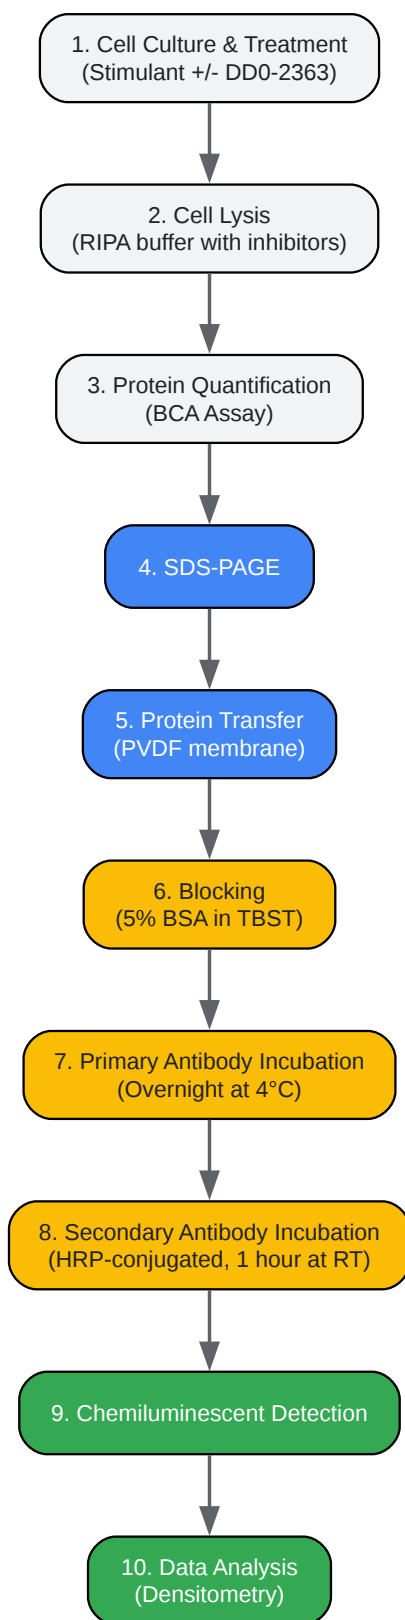 1. Cell Culture & Treatment
(Stimulant +/- DD0-2363)
2. Cell Lysis
(RIPA buffer with inhibitors)
3. Protein Quantification
(BCA Assay)
4. SDS-PAGE
5. Protein Transfer
(PVDF membrane)
6. Blocking
(5% BSA in TBST)
7. Primary Antibody Incubation
(Overnight at 4°C)
8. Secondary Antibody Incubation
(HRP-conjugated, 1 hour at RT)
9. Chemiluminescent Detection
10. Data Analysis
(Densitometry)